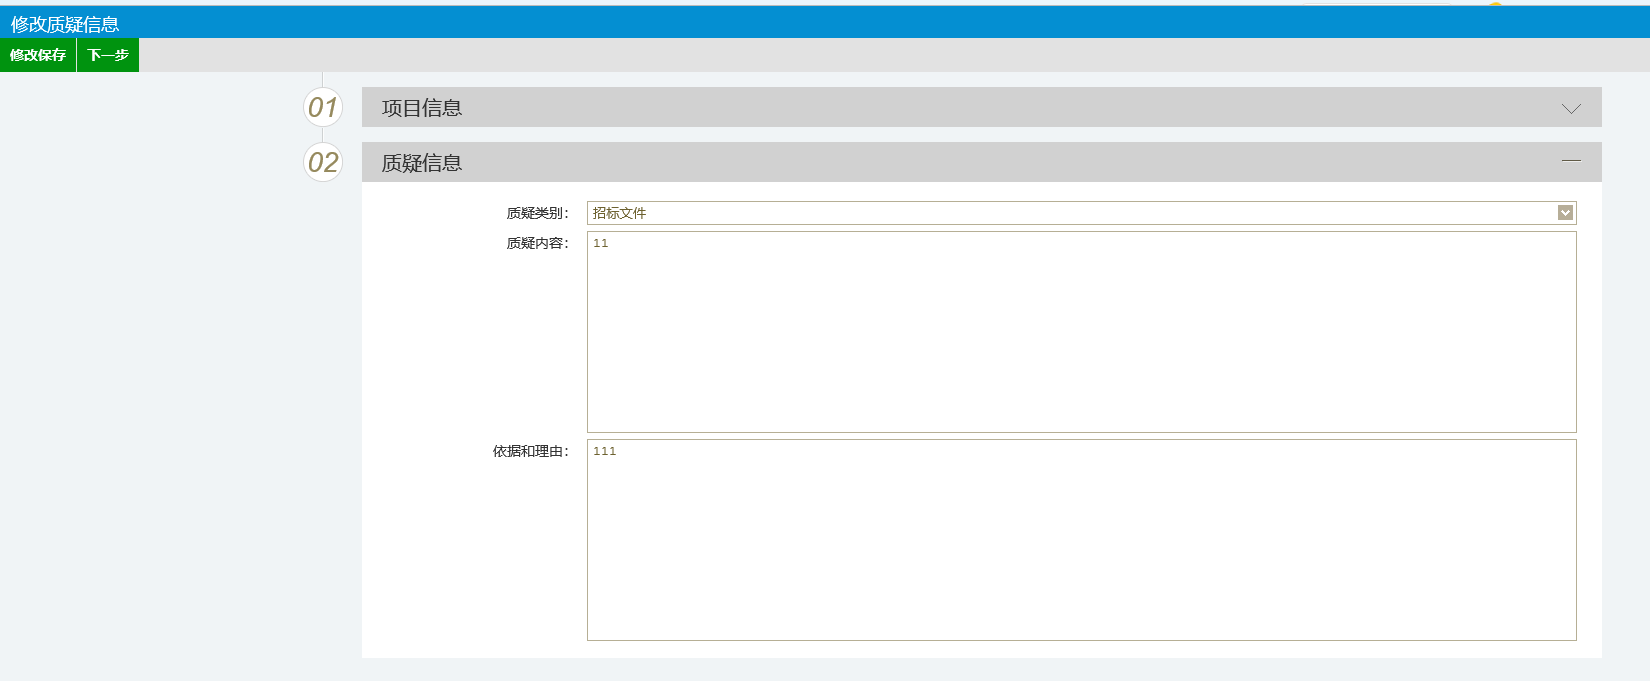 修改质疑信息
修改保存 下一步
01 项目信息
02 质疑信息
质疑类别： 招标文件
质疑内容： 11
依据和理由： 111